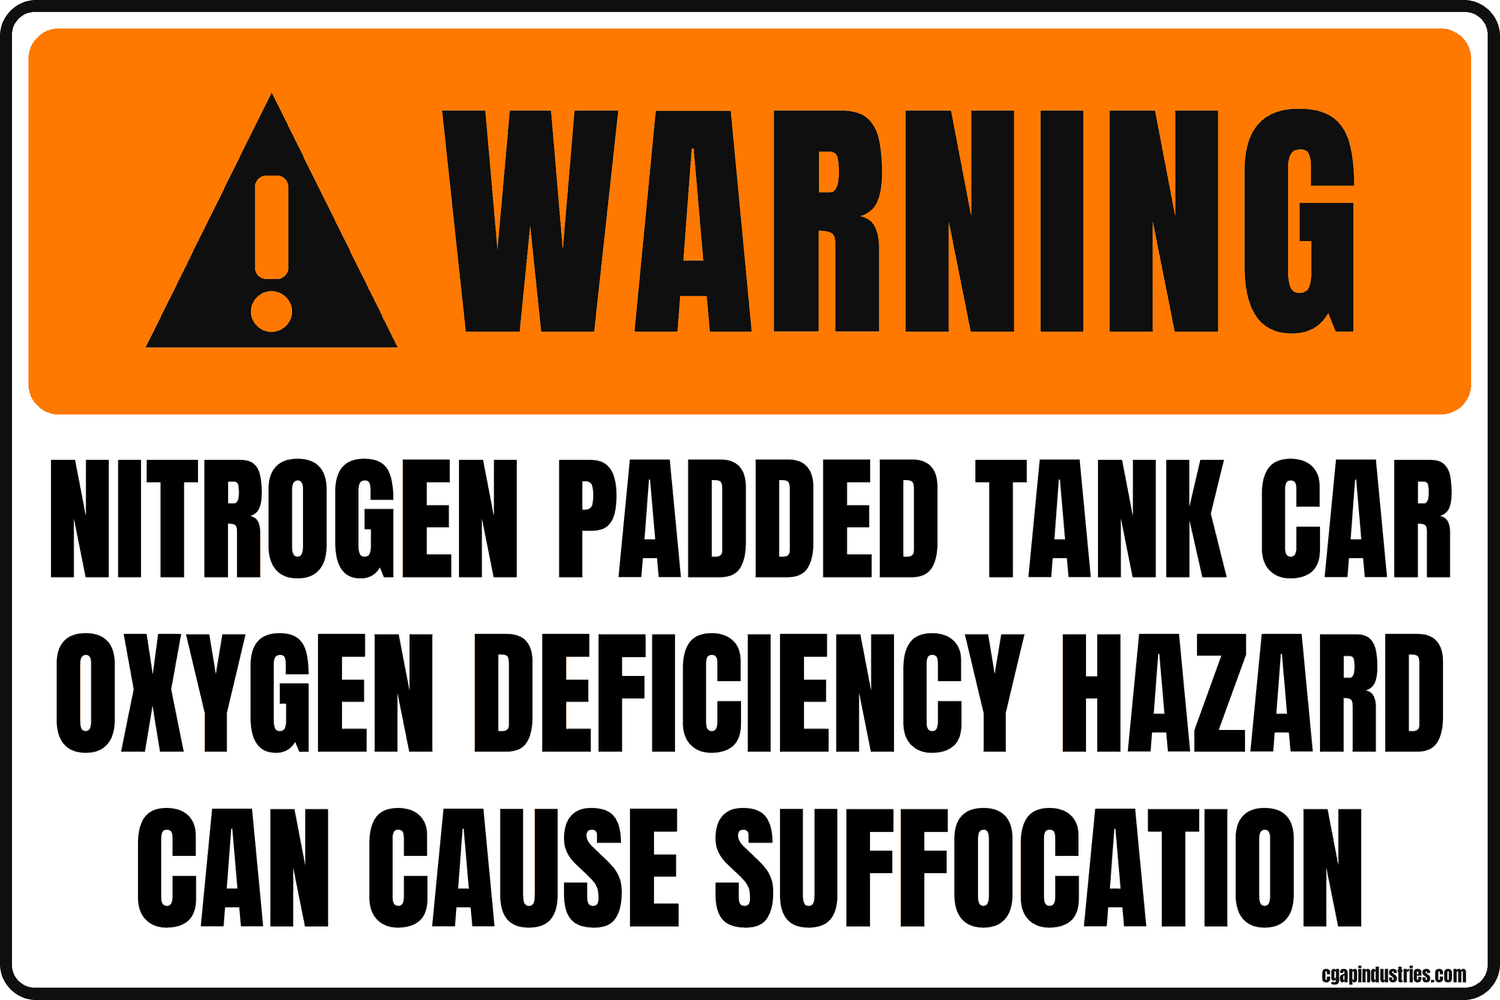 WARNING
NITROGEN PADDED TANK CAR
OXYGEN DEFICIENCY HAZARD
CAN CAUSE SUFFOCATION
cgapindustries.com